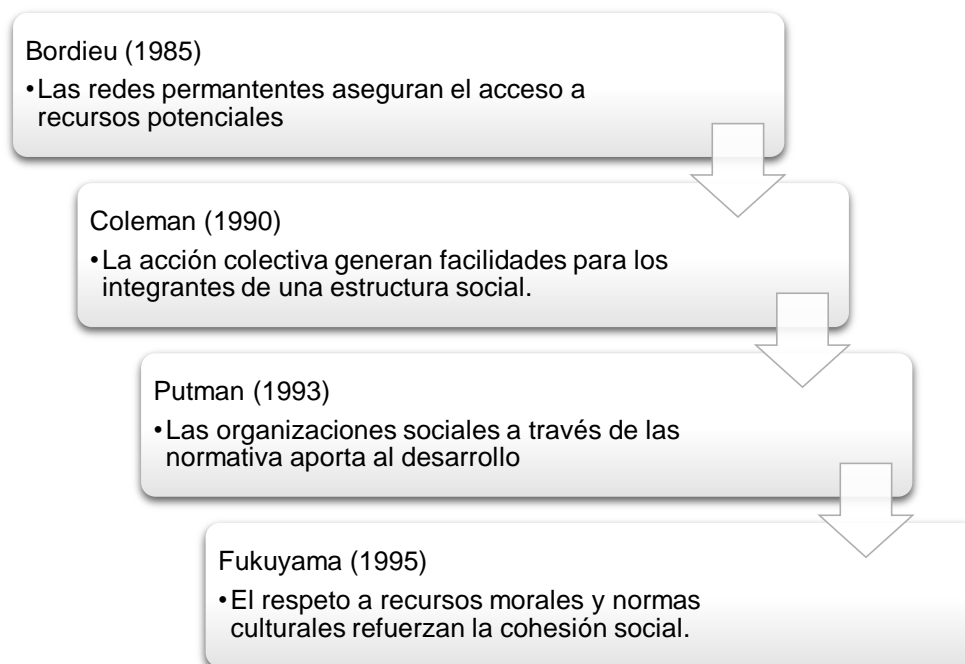 Bordieu (1985)
•Las redes permantentes aseguran el acceso a
recursos potenciales
Coleman (1990)
•La acción colectiva generan facilidades para los
integrantes de una estructura social.
Putman (1993)
•Las organizaciones sociales a través de las
normativa aporta al desarrollo
Fukuyama (1995)
•El respeto a recursos morales y normas
culturales refuerzan la cohesión social.